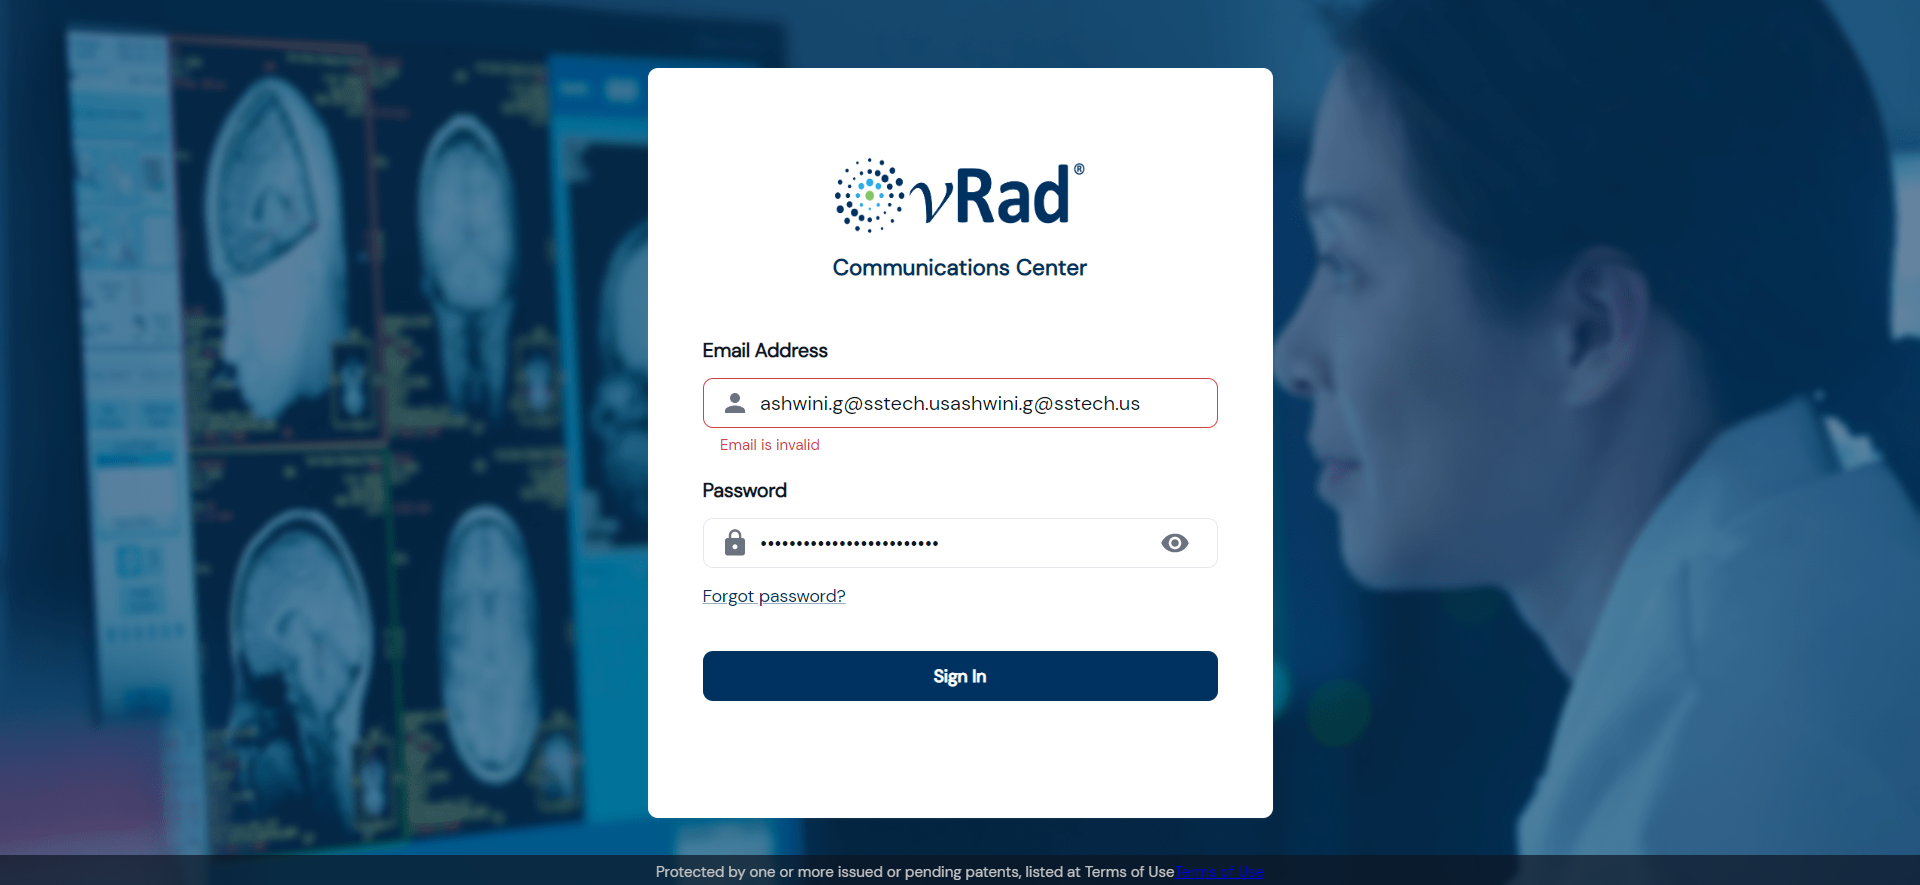 vRad®
Communications Center
Email Address
ashwini.g@sstech.usashwini.g@sstech.us
Email is invalid
Password
•••••••••••••••••••••••••
Forgot password?
Sign In
Protected by one or more issued or pending patents, listed at Terms of UseTerms of Use